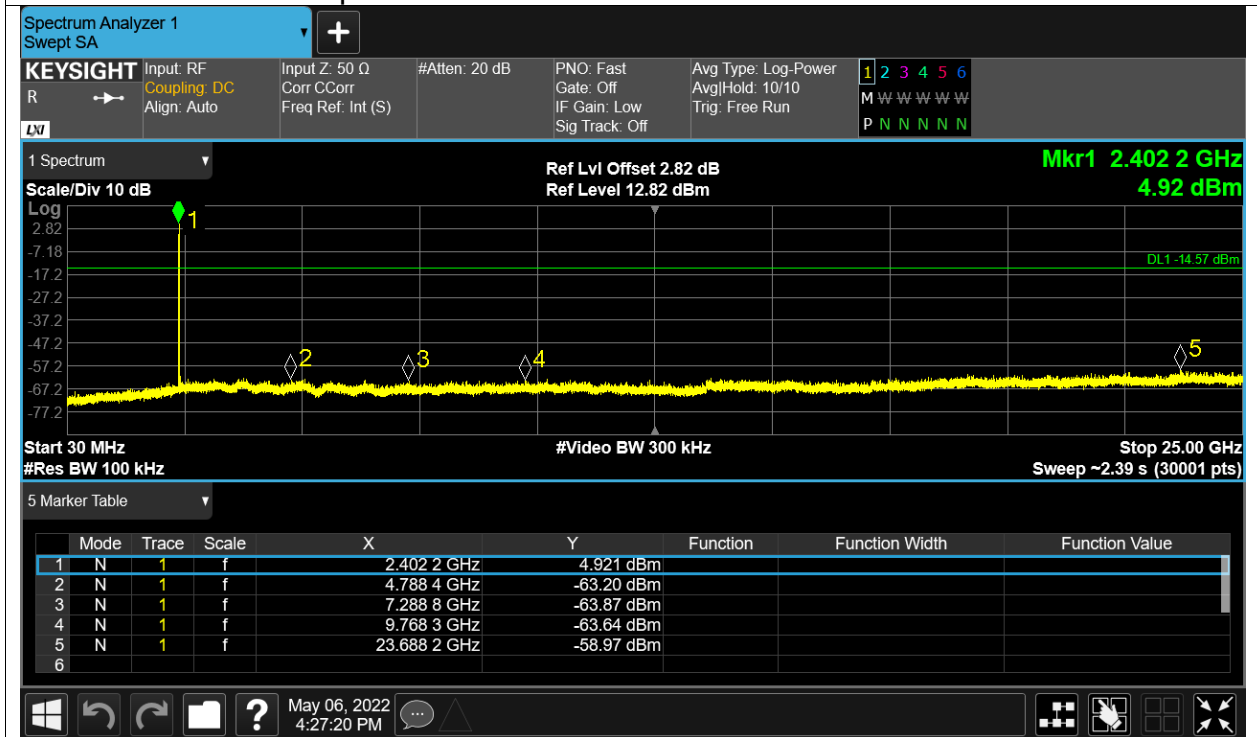 Spectrum Analyzer 1
Swept SA
+
KEYSIGHT Input: RF Input Z: 50 Ω #Atten: 20 dB PNO: Fast Avg Type: Log-Power 1 2 3 4 5 6
R Coupling: DC Corr CCorr Gate: Off Avg|Hold: 10/10 M W W W W W
Align: Auto Freq Ref: Int (S) IF Gain: Low Trig: Free Run
LXI Sig Track: Off P N N N N N
1 Spectrum Ref Lvl Offset 2.82 dB Mkr1 2.402 2 GHz
Scale/Div 10 dB Ref Level 12.82 dBm 4.92 dBm
Log
1
2.82
-7.18
DL1 -14.57 dBm
-17.2
-27.2
-37.2
-47.2
2 3 4 5
-57.2
-67.2
-77.2
Start 30 MHz #Video BW 300 kHz Stop 25.00 GHz
#Res BW 100 kHz Sweep ~2.39 s (30001 pts)
5 Marker Table
Mode Trace Scale X Y Function Function Width Function Value
1 N 1 f 2.402 2 GHz 4.921 dBm
2 N 1 f 4.788 4 GHz -63.20 dBm
3 N 1 f 7.288 8 GHz -63.87 dBm
4 N 1 f 9.768 3 GHz -63.64 dBm
5 N 1 f 23.688 2 GHz -58.97 dBm
6
? May 06, 2022
4:27:20 PM